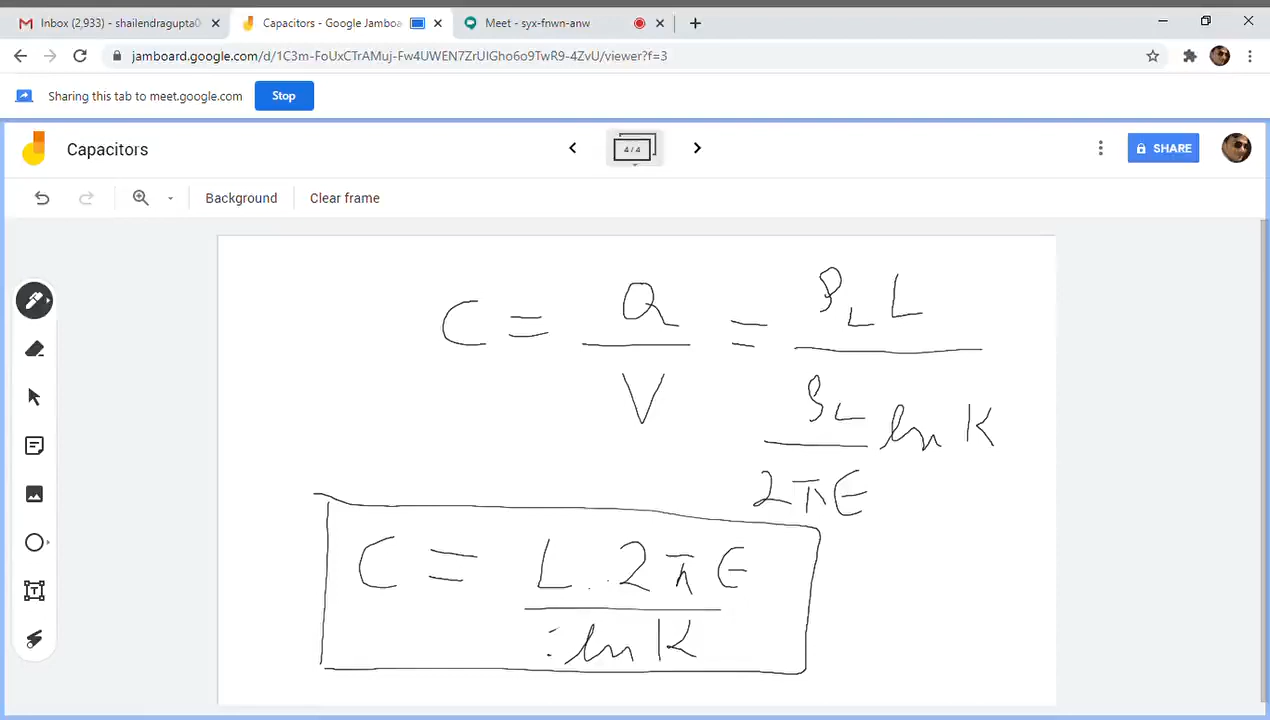 Inbox (2,933) - shailendragupta0
Capacitors - Google Jamboa
Meet - syx-fnwn-anw
jamboard.google.com/d/1C3m-FoUxCTrAMuj-Fw4UWEN7ZrUIGho6o9TwR9-4ZvU/viewer?f=3
Sharing this tab to meet.google.com Stop
Capacitors
4 / 4
SHARE
Background Clear frame
C = Q / V = ρ_L L / (ρ_L / 2πε ln K)
C = L . 2πε / ln K